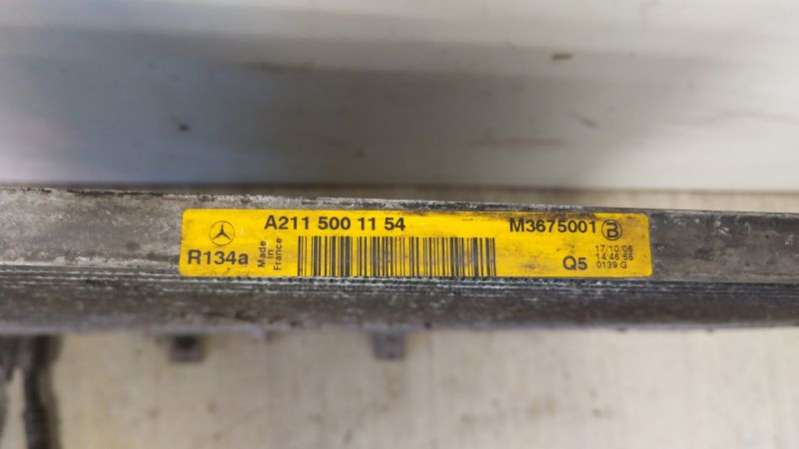 A211 500 11 54
M3675001 B
R134a
Made
in
France
Q5
17/10/06
14:46:56
0139 G